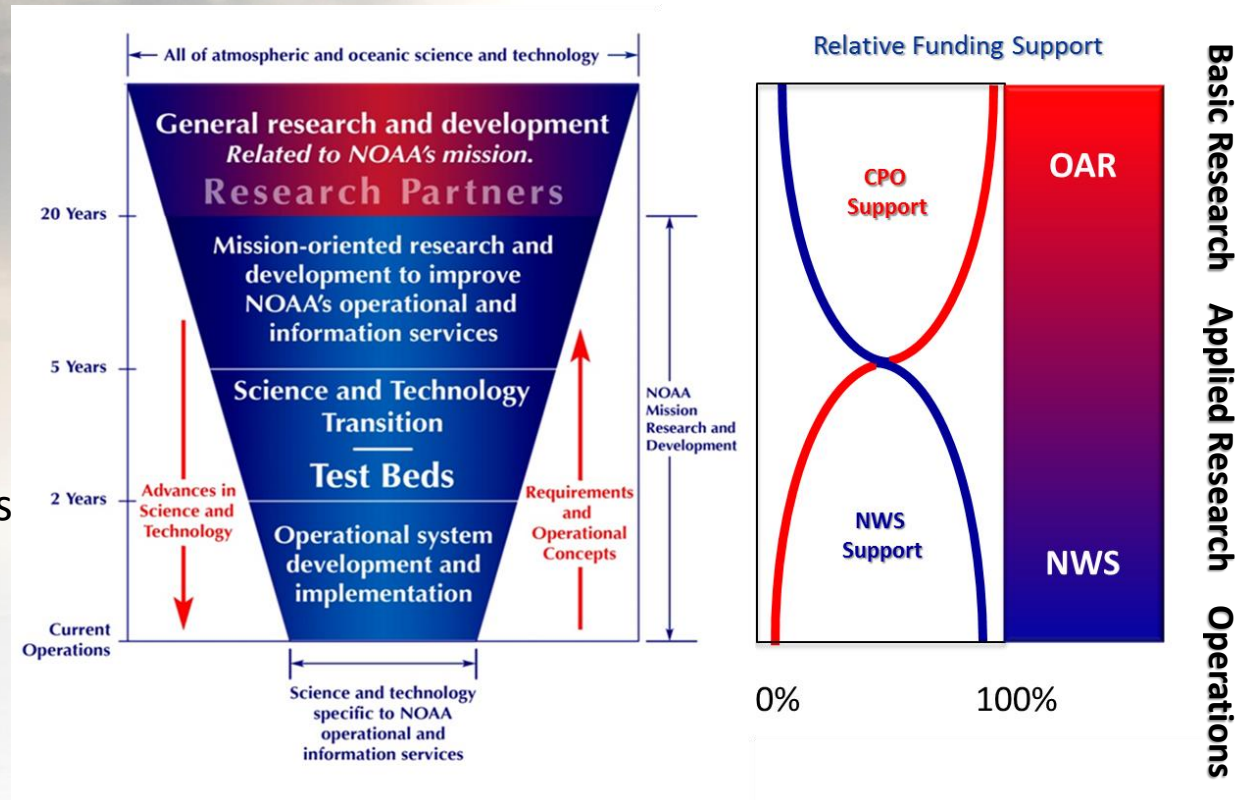 All of atmospheric and oceanic science and technology
General research and development
Related to NOAA's mission.
Research Partners
20 Years
Mission-oriented research and
development to improve
NOAA's operational and
information services
5 Years
Science and Technology
Transition
Test Beds
2 Years
Advances in
Science and
Technology
Requirements
and
Operational
Concepts
Operational system
development and
implementation
Current
Operations
NOAA
Mission
Research and
Development
Science and technology
specific to NOAA
operational and
information services
s
Relative Funding Support
CPO
Support
NWS
Support
OAR
NWS
0%
100%
Basic Research
Applied Research
Operations